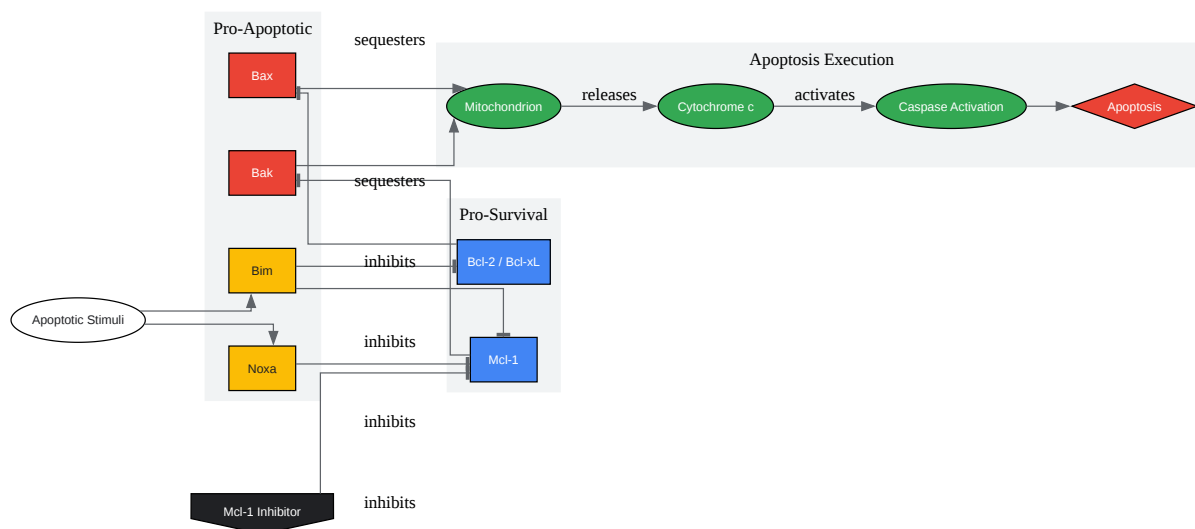 Pro-Apoptotic
sequesters
Apoptosis Execution
Bax
Mitochondrion
releases
Cytochrome c
activates
Caspase Activation
Apoptosis
Bak
sequesters
Pro-Survival
Bim
inhibits
Bcl-2 / Bcl-xL
Apoptotic Stimuli
inhibits
Noxa
Mcl-1
inhibits
Mcl-1 Inhibitor
inhibits